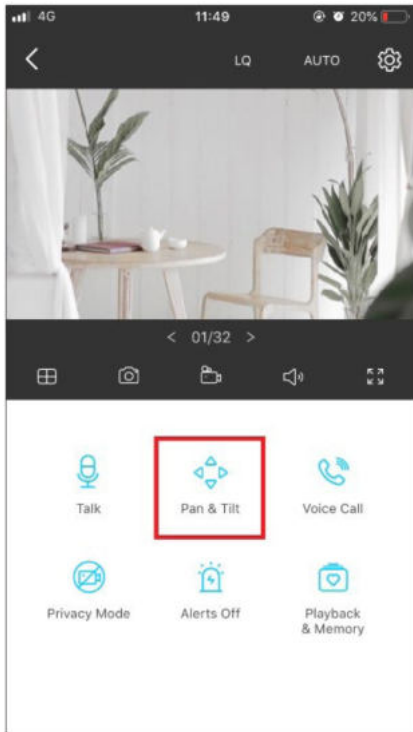 4G 11:49 20%
LQ AUTO
< 01/32 >
Talk Pan & Tilt Voice Call
Privacy Mode Alerts Off Playback
& Memory